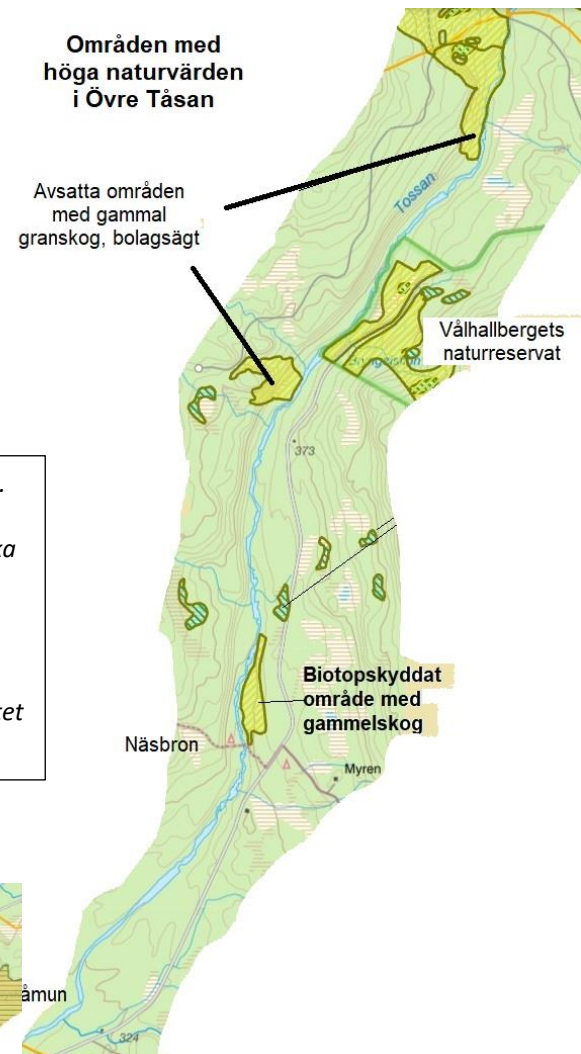 Områden med
höga naturvärden
i Övre Tåsan
Avsatta områden
med gammal
granskog, bolagsägt
Tossan
Vålhallbergets
naturreservat
373
Biotopskyddat
område med
gammelskog
Näsbron
Myren
åmun
324